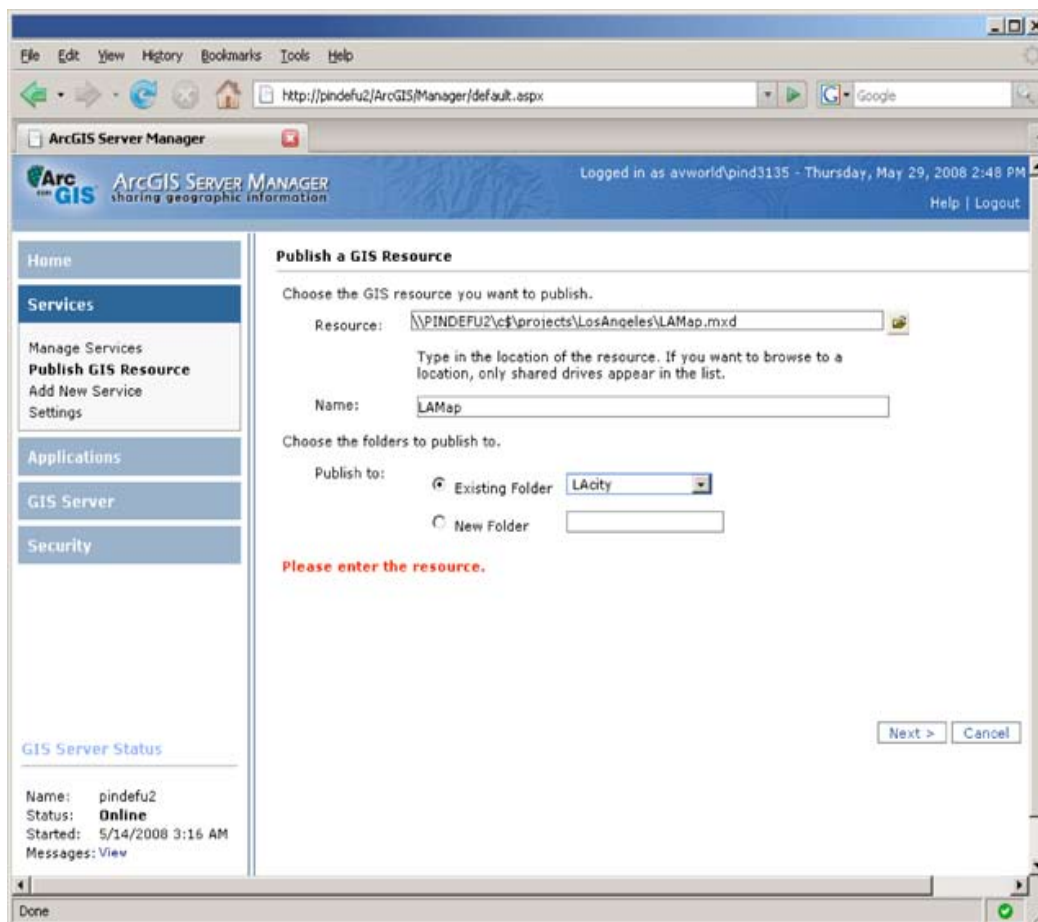 File Edit View History Bookmarks Tools Help
http://pindefu2/ArcGIS/Manager/default.aspx
G Google
ArcGIS Server Manager
Arc GIS
ArcGIS Server Manager
sharing geographic information
Logged in as avworld\pind3135 - Thursday, May 29, 2008 2:48 PM
Help | Logout
Home
Services
Manage Services
Publish GIS Resource
Add New Service
Settings
Applications
GIS Server
Security
GIS Server Status
Name: pindefu2
Status: Online
Started: 5/14/2008 3:16 AM
Messages: View
Publish a GIS Resource
Choose the GIS resource you want to publish.
Resource: \\PINDEFU2\c$\projects\LosAngeles\LAMap.mxd
Type in the location of the resource. If you want to browse to a
location, only shared drives appear in the list.
Name: LAMap
Choose the folders to publish to.
Publish to: Existing Folder LAcity
New Folder
Please enter the resource.
Next > Cancel
Done